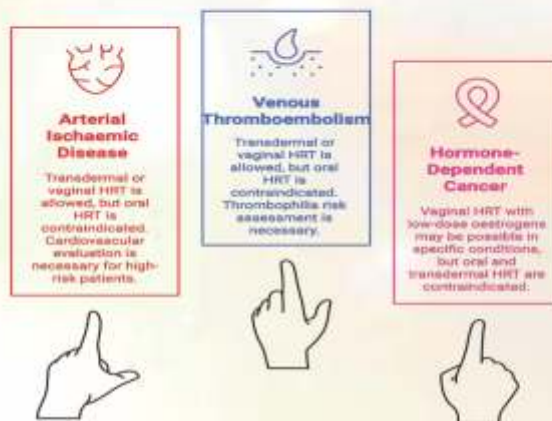 Arterial
Ischaemic
Disease
Transdermal or
vaginal HRT is
allowed, but oral
HRT is
contraindicated.
Cardiovascular
evaluation is
necessary for high-
risk patients.
Venous
Thromboembolism
Transdermal or
vaginal HRT is
allowed, but oral
HRT is
contraindicated.
Thrombophilia risk
assessment is
necessary.
Hormone-
Dependent
Cancer
Vaginal HRT with
low-dose oestrogens
may be possible in
specific conditions,
but oral and
transdermal HRT are
contraindicated.